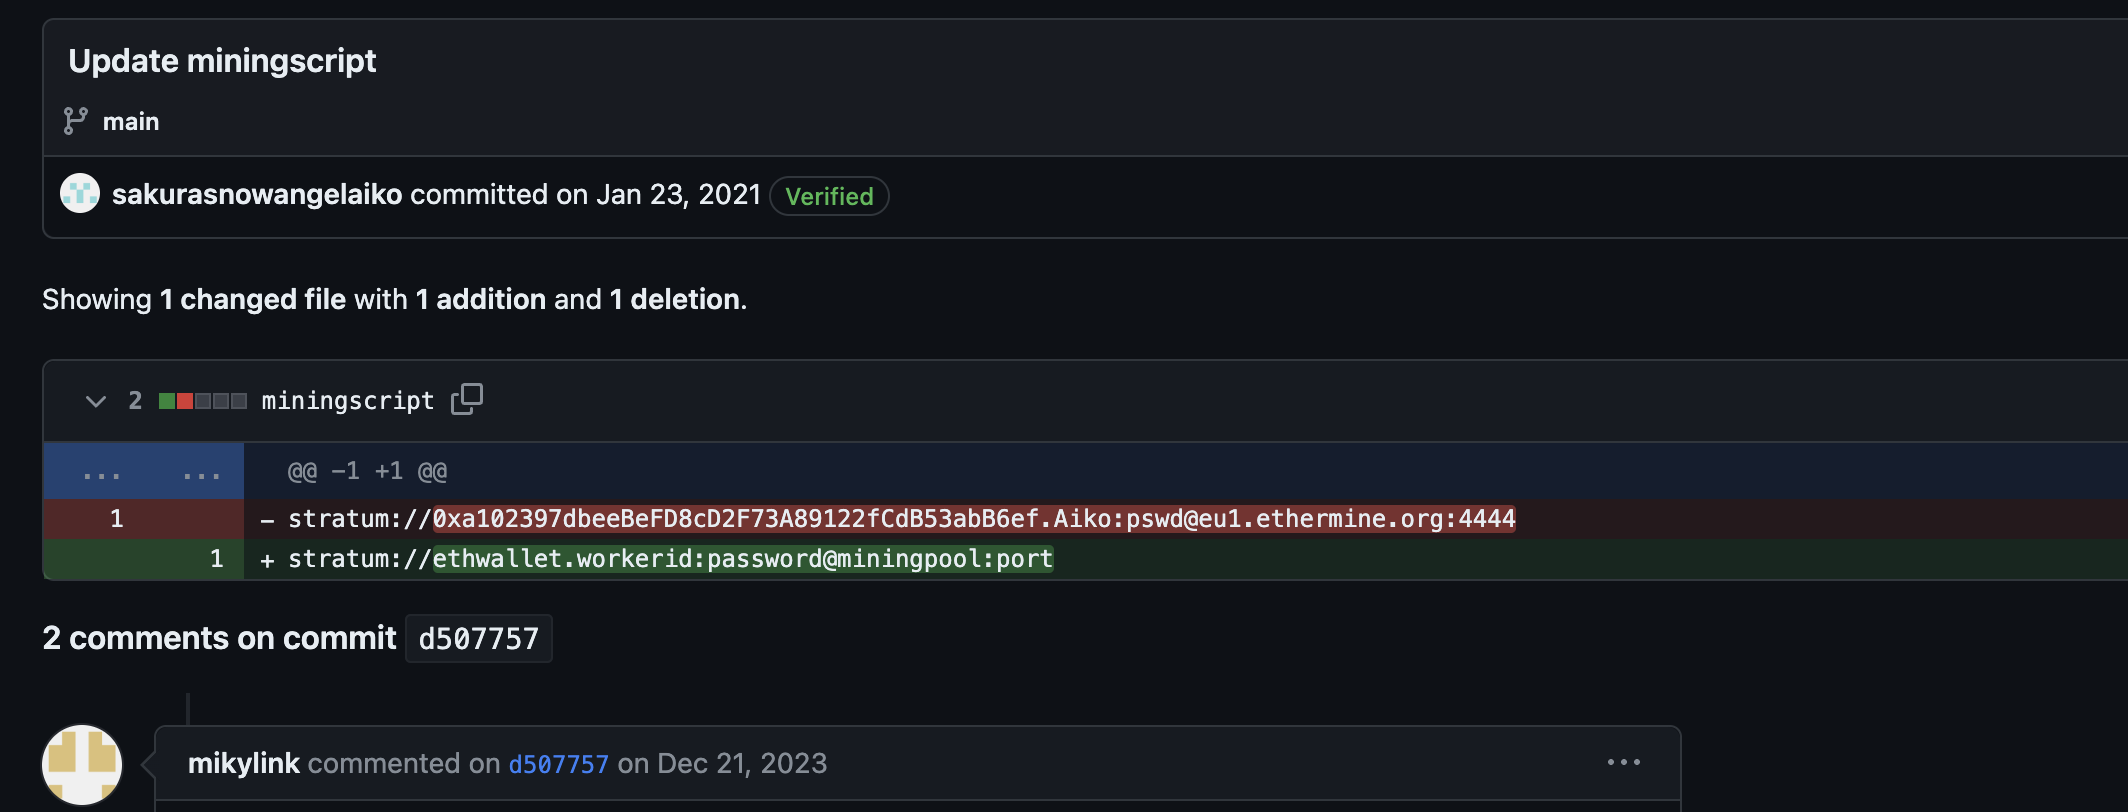 Update miningscript
main
sakurasnowangelaiko committed on Jan 23, 2021 Verified
Showing 1 changed file with 1 addition and 1 deletion.
2 miningscript
... ... @@ -1 +1 @@
1 - stratum://0xa102397dbeeBeFD8cD2F73A89122fCdB53abB6ef.Aiko:pswd@eu1.ethermine.org:4444
1 + stratum://ethwallet.workerid:password@miningpool:port
2 comments on commit d507757
mikylink commented on d507757 on Dec 21, 2023 ...